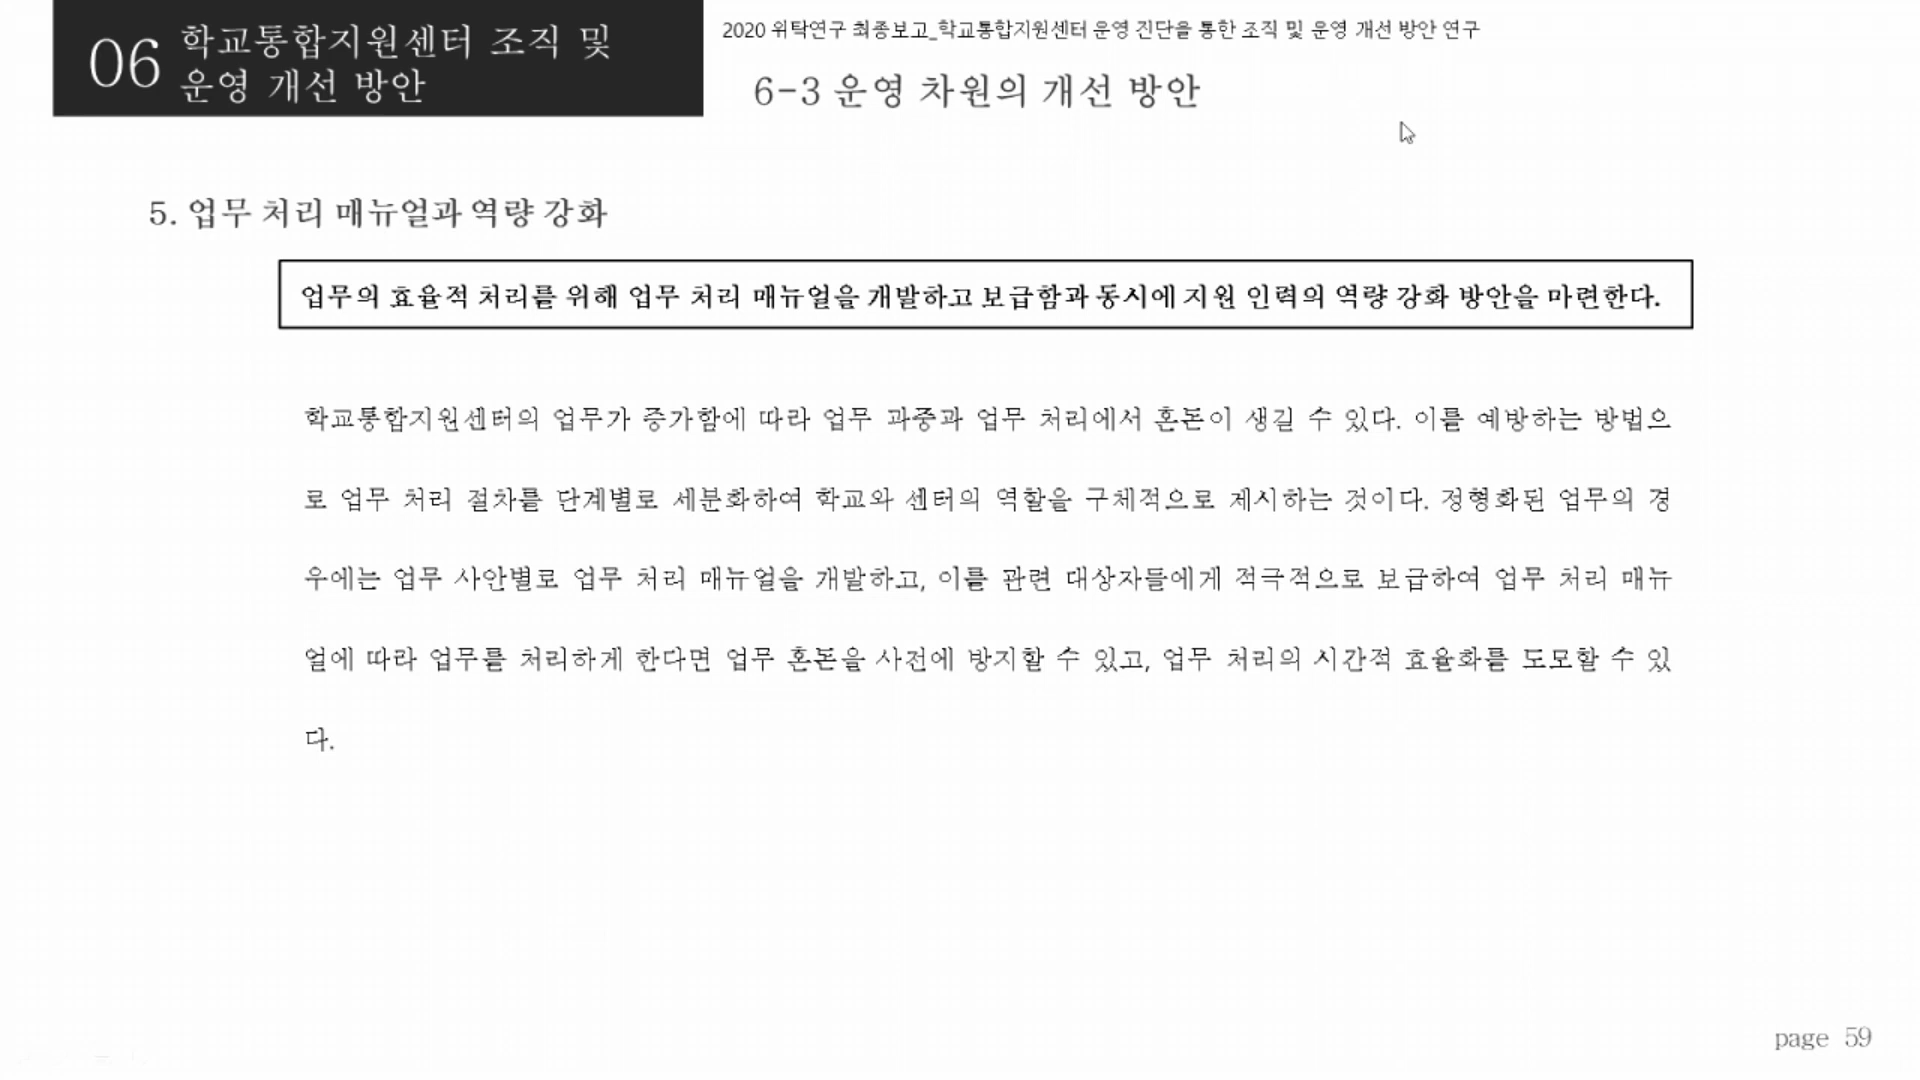 06 학교통합지원센터 조직 및
운영 개선 방안
2020 위탁연구 최종보고_학교통합지원센터 운영 진단을 통한 조직 및 운영 개선 방안 연구
6-3 운영 차원의 개선 방안
5. 업무 처리 매뉴얼과 역량 강화
업무의 효율적 처리를 위해 업무 처리 매뉴얼을 개발하고 보급함과 동시에 지원 인력의 역량 강화 방안을 마련한다.
학교통합지원센터의 업무가 증가함에 따라 업무 과중과 업무 처리에서 혼돈이 생길 수 있다. 이를 예방하는 방법으
로 업무 처리 절차를 단계별로 세분화하여 학교와 센터의 역할을 구체적으로 제시하는 것이다. 정형화된 업무의 경
우에는 업무 사안별로 업무 처리 매뉴얼을 개발하고, 이를 관련 대상자들에게 적극적으로 보급하여 업무 처리 매뉴
얼에 따라 업무를 처리하게 한다면 업무 혼돈을 사전에 방지할 수 있고, 업무 처리의 시간적 효율화를 도모할 수 있
다.
page 59